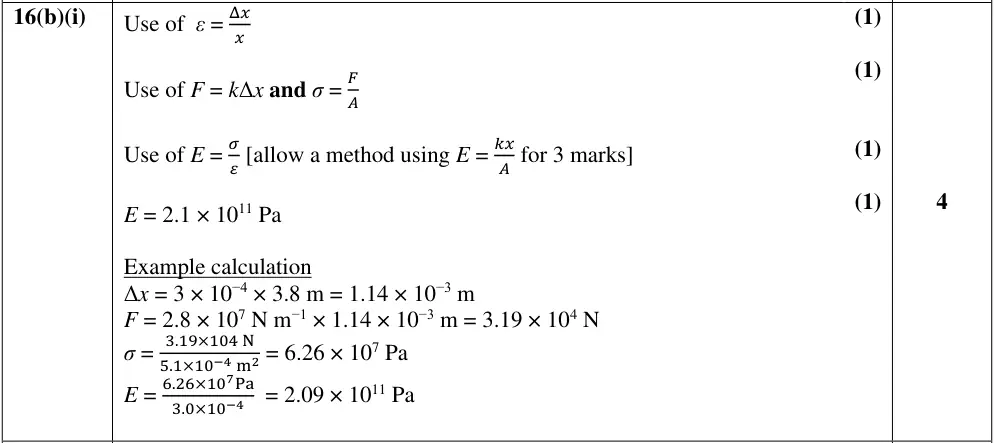 16(b)(i) Use of ε = Δx/x (1)
Use of F = kΔx and σ = F/A (1)
Use of E = σ/ε [allow a method using E = kx/A for 3 marks] (1)
E = 2.1 × 10¹¹ Pa (1) 4
Example calculation
Δx = 3 × 10⁻⁴ × 3.8 m = 1.14 × 10⁻³ m
F = 2.8 × 10⁷ N m⁻¹ × 1.14 × 10⁻³ m = 3.19 × 10⁴ N
σ = 3.19×104 N/5.1×10⁻⁴ m² = 6.26 × 10⁷ Pa
E = 6.26×10⁷Pa/3.0×10⁻⁴ = 2.09 × 10¹¹ Pa